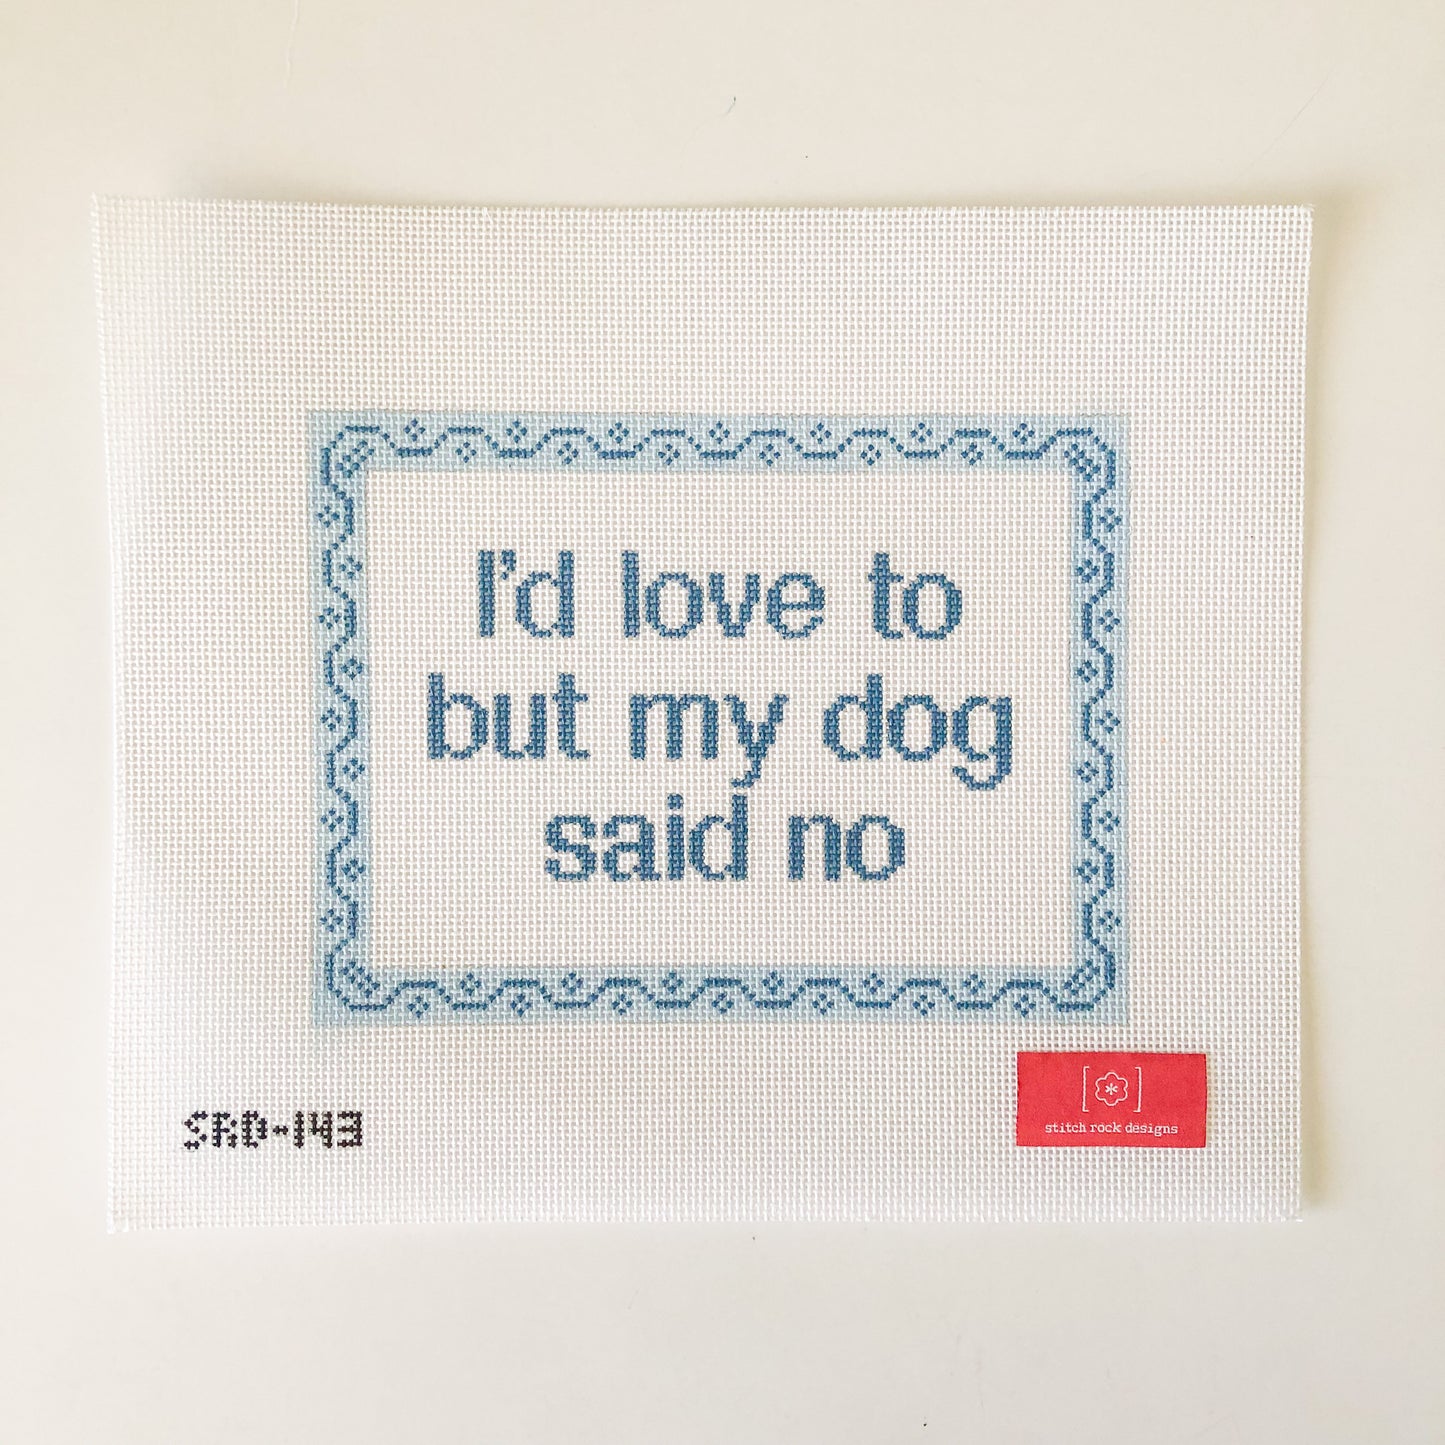 I'd love to
but my dog
said no
SRD-143
[*]
stitch rock designs